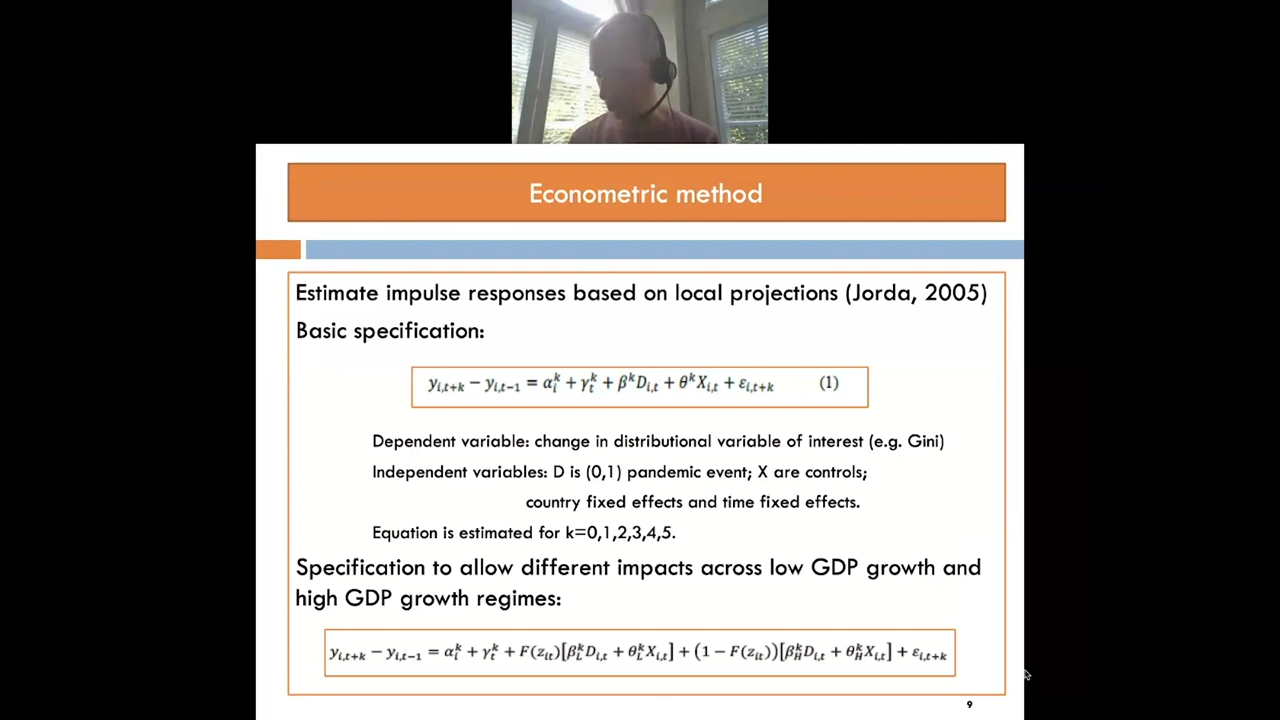 Econometric method
Estimate impulse responses based on local projections (Jorda, 2005)
Basic specification:
y_{i,t+k} − y_{i,t−1} = α_i^k + γ_t^k + β^k D_{i,t} + θ^k X_{i,t} + ε_{i,t+k} (1)
Dependent variable: change in distributional variable of interest (e.g. Gini)
Independent variables: D is (0,1) pandemic event; X are controls;
country fixed effects and time fixed effects.
Equation is estimated for k=0,1,2,3,4,5.
Specification to allow different impacts across low GDP growth and
high GDP growth regimes:
y_{i,t+k} − y_{i,t−1} = α_i^k + γ_t^k + F(z_{it})[β_L^k D_{i,t} + θ_L^k X_{i,t}] + (1 − F(z_{it}))[β_H^k D_{i,t} + θ_H^k X_{i,t}] + ε_{i,t+k}
9